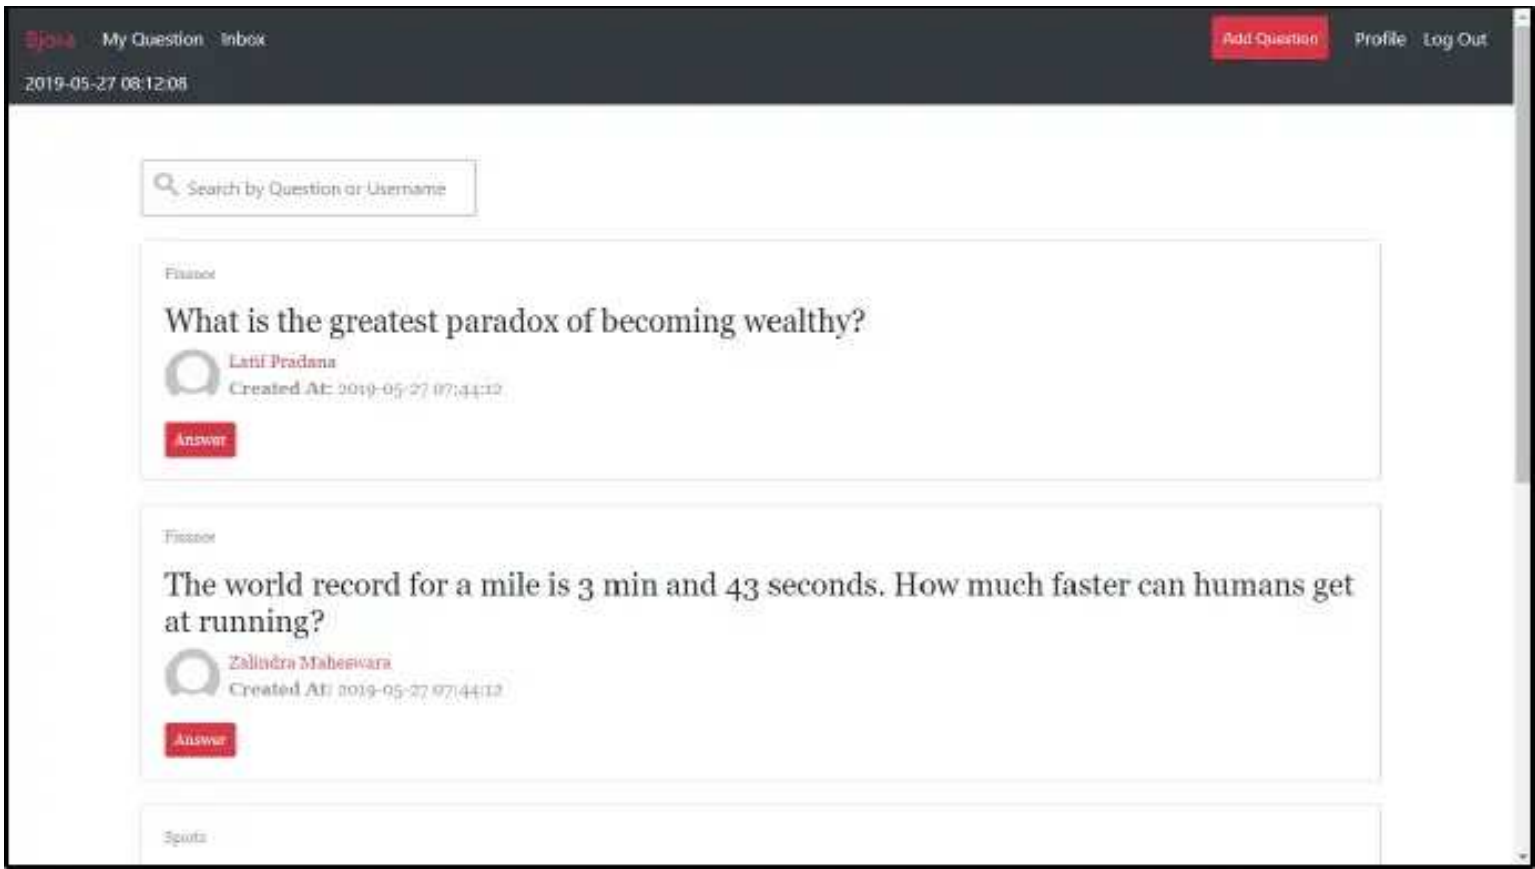 Bjora My Question Inbox Add Question Profile Log Out
2019-05-27 08:12:08
Search by Question or Username
Finance
What is the greatest paradox of becoming wealthy?
Latif Pradana
Created At: 2019-05-27 07:44:12
Answer
Finance
The world record for a mile is 3 min and 43 seconds. How much faster can humans get
at running?
Zalindra Maheswara
Created At: 2019-05-27 07:44:12
Answer
Sports